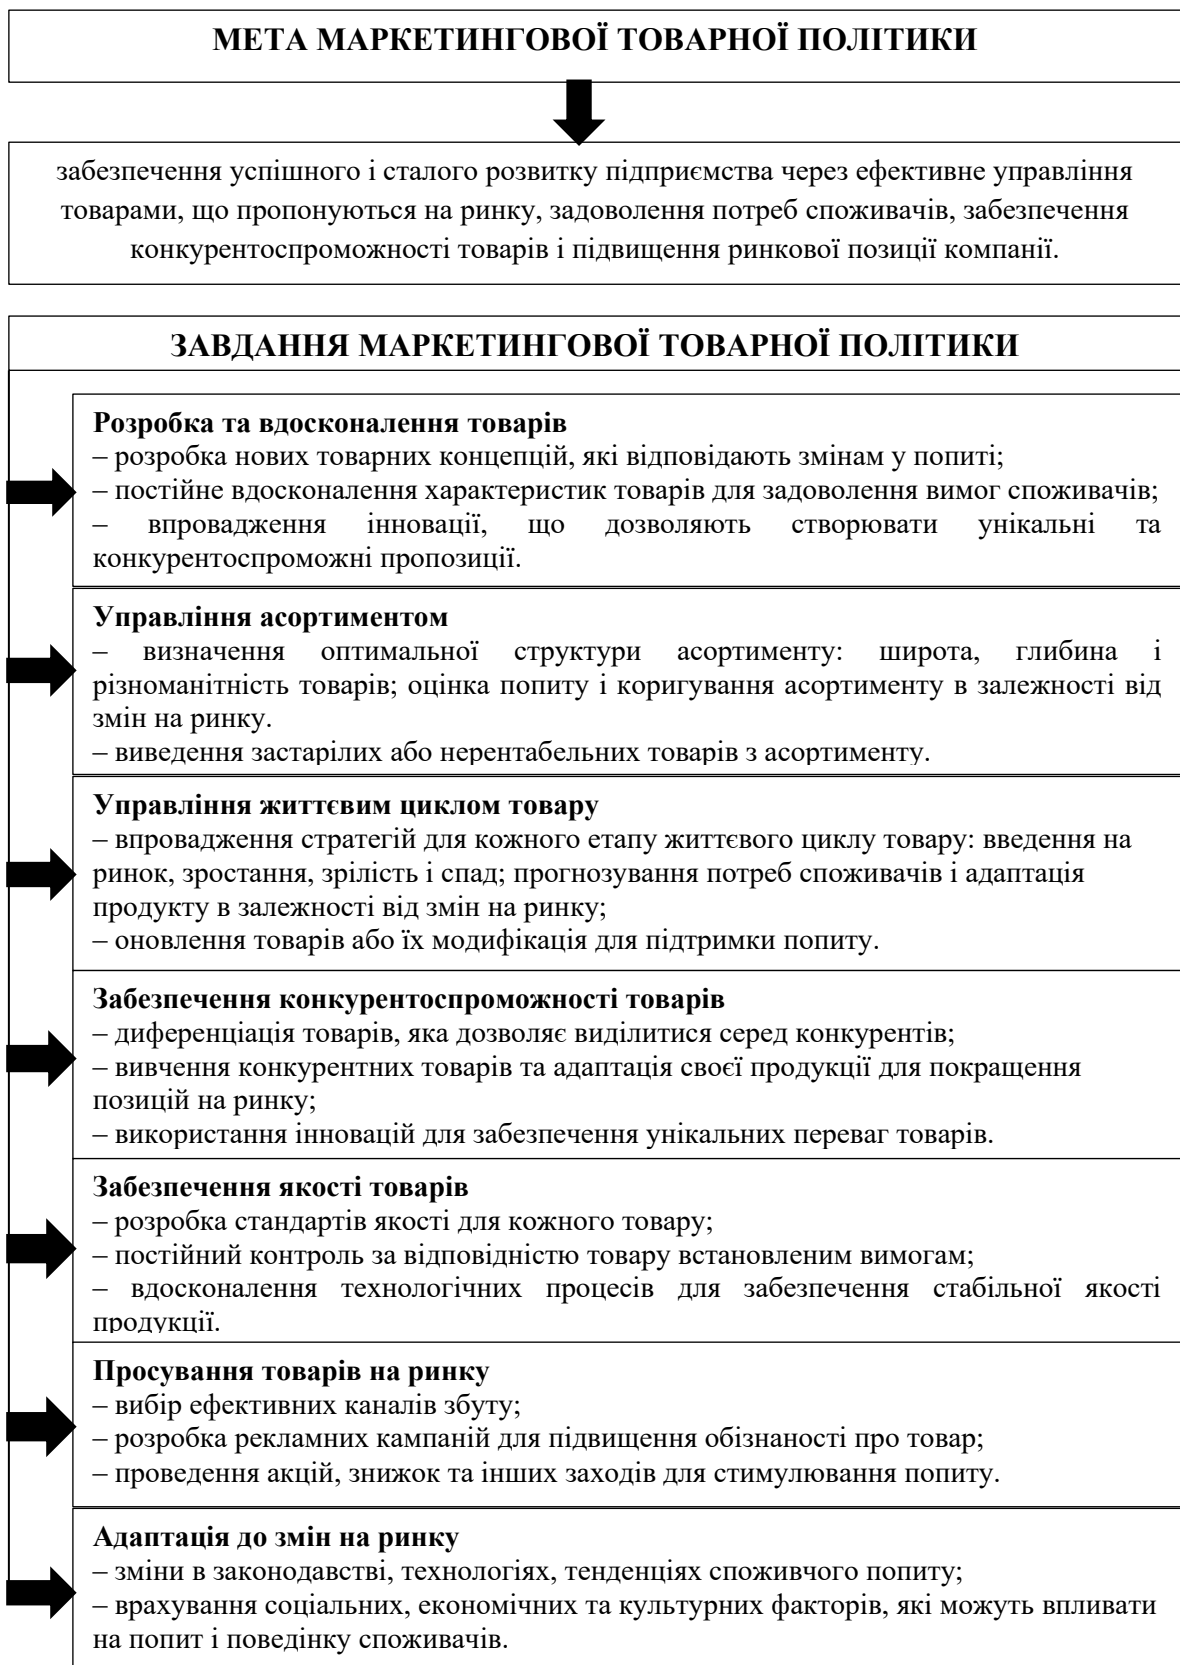 МЕТА МАРКЕТИНГОВОЇ ТОВАРНОЇ ПОЛІТИКИ
забезпечення успішного і сталого розвитку підприємства через ефективне управління
товарами, що пропонуються на ринку, задоволення потреб споживачів, забезпечення
конкурентоспроможності товарів і підвищення ринкової позиції компанії.
ЗАВДАННЯ МАРКЕТИНГОВОЇ ТОВАРНОЇ ПОЛІТИКИ
Розробка та вдосконалення товарів
– розробка нових товарних концепцій, які відповідають змінам у попиті;
– постійне вдосконалення характеристик товарів для задоволення вимог споживачів;
– впровадження інновації, що дозволяють створювати унікальні та
конкурентоспроможні пропозиції.
Управління асортиментом
– визначення оптимальної структури асортименту: широта, глибина і
різноманітність товарів; оцінка попиту і коригування асортименту в залежності від
змін на ринку.
– виведення застарілих або нерентабельних товарів з асортименту.
Управління життєвим циклом товару
– впровадження стратегій для кожного етапу життєвого циклу товару: введення на
ринок, зростання, зрілість і спад; прогнозування потреб споживачів і адаптація
продукту в залежності від змін на ринку;
– оновлення товарів або їх модифікація для підтримки попиту.
Забезпечення конкурентоспроможності товарів
– диференціація товарів, яка дозволяє виділитися серед конкурентів;
– вивчення конкурентних товарів та адаптація своєї продукції для покращення
позицій на ринку;
– використання інновацій для забезпечення унікальних переваг товарів.
Забезпечення якості товарів
– розробка стандартів якості для кожного товару;
– постійний контроль за відповідністю товару встановленим вимогам;
– вдосконалення технологічних процесів для забезпечення стабільної якості
продукції.
Просування товарів на ринку
– вибір ефективних каналів збуту;
– розробка рекламних кампаній для підвищення обізнаності про товар;
– проведення акцій, знижок та інших заходів для стимулювання попиту.
Адаптація до змін на ринку
– зміни в законодавстві, технологіях, тенденціях споживчого попиту;
– врахування соціальних, економічних та культурних факторів, які можуть впливати
на попит і поведінку споживачів.